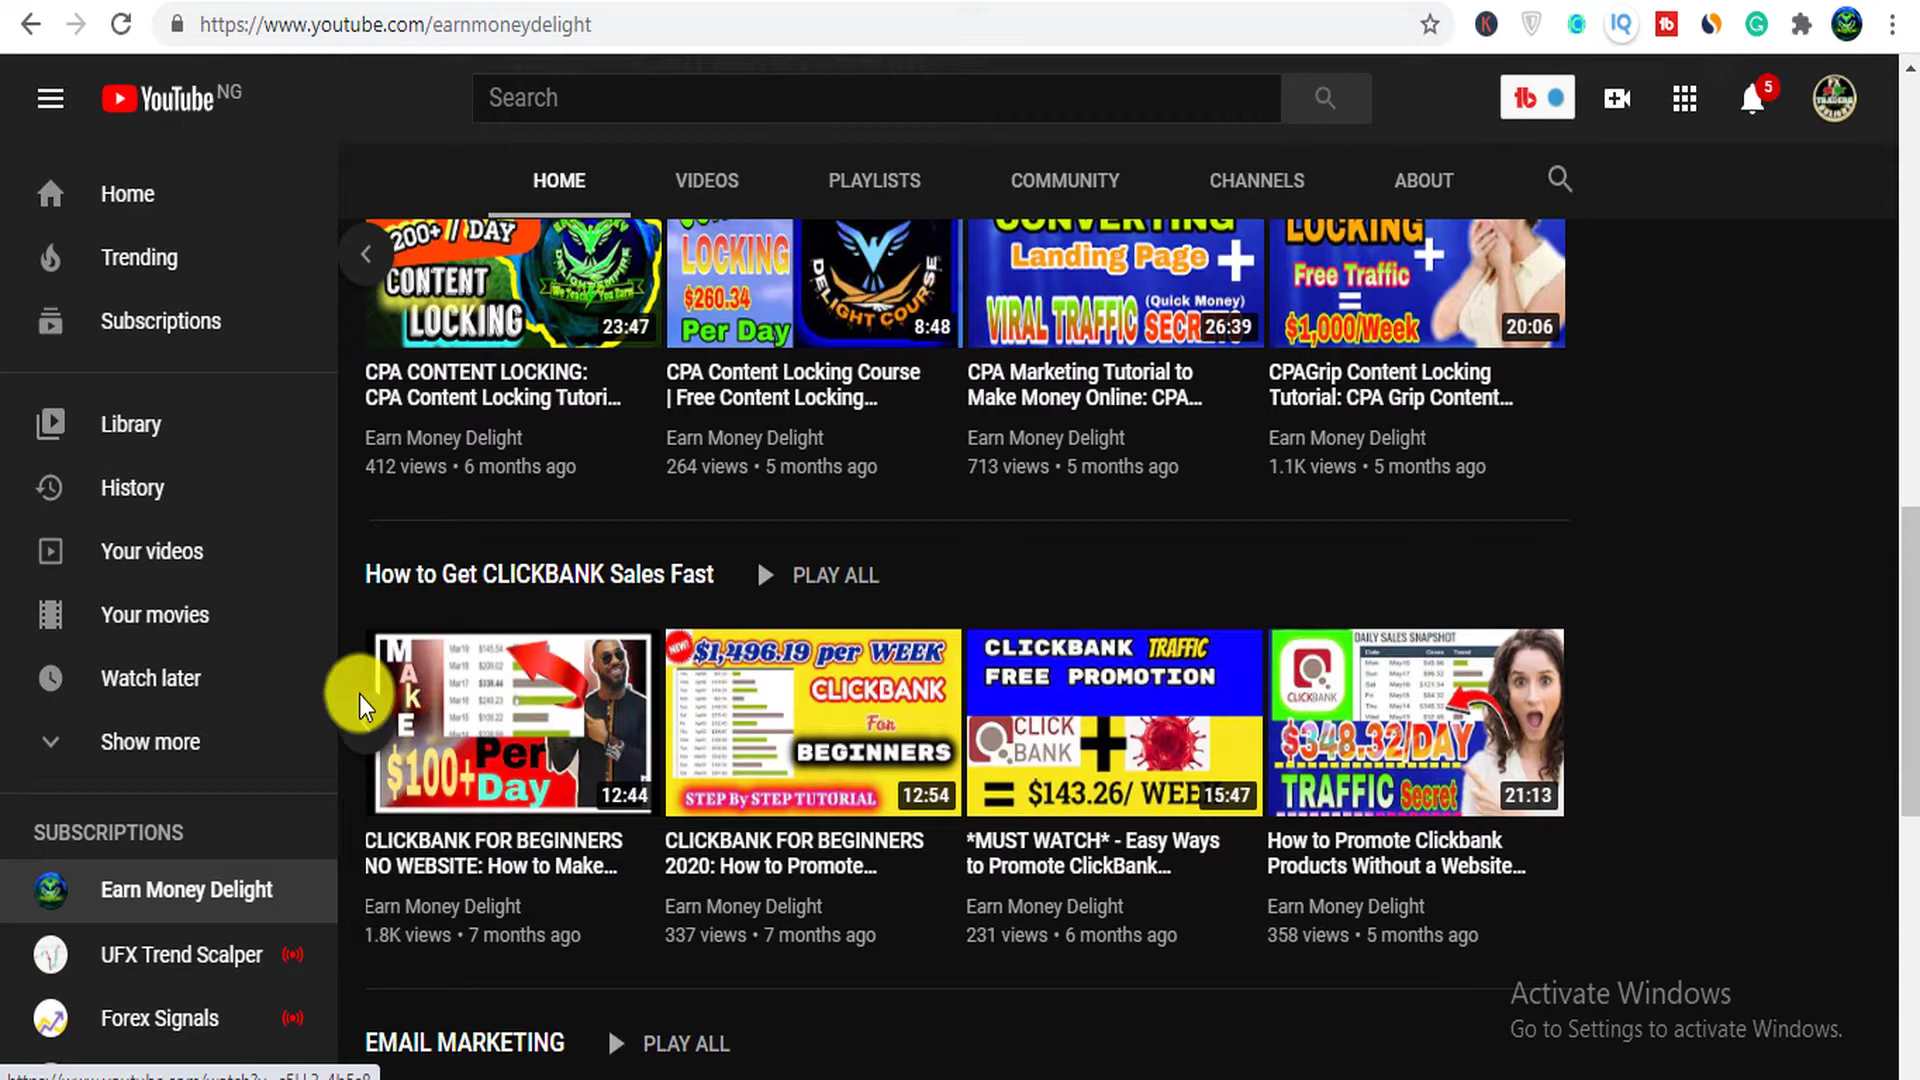 https://www.youtube.com/earnmoneydelight
YouTube NG
Search
5
HOME
VIDEOS
PLAYLISTS
COMMUNITY
CHANNELS
ABOUT
Home
Trending
Subscriptions
Library
History
Your videos
Your movies
Watch later
Show more
SUBSCRIPTIONS
Earn Money Delight
UFX Trend Scalper
Forex Signals
200+ // DAY
CONTENT
LOCKING
23:47
LOCKING
$260.34
Per Day
DELIGHT COURSE
8:48
CONVERTING
Landing Page +
(Quick Money)
VIRAL TRAFFIC
26:39
LOCKING +
Free Traffic
=
$1,000/Week
20:06
CPA CONTENT LOCKING:
CPA Content Locking Tutori...
Earn Money Delight
412 views • 6 months ago
CPA Content Locking Course
| Free Content Locking...
Earn Money Delight
264 views • 5 months ago
CPA Marketing Tutorial to
Make Money Online: CPA...
Earn Money Delight
713 views • 5 months ago
CPAGrip Content Locking
Tutorial: CPA Grip Content...
Earn Money Delight
1.1K views • 5 months ago
How to Get CLICKBANK Sales Fast
PLAY ALL
MAKE
$100+
Per
Day
12:44
NEW!
$1,496.19 per WEEK
CLICKBANK
For
BEGINNERS
STEP By STEP TUTORIAL
12:54
CLICKBANK TRAFFIC
FREE PROMOTION
CLICK
BANK
+
= $143.26/ WEE
15:47
DAILY SALES SNAPSHOT
CLICKBANK
$348.32/DAY
TRAFFIC Secret
21:13
CLICKBANK FOR BEGINNERS
NO WEBSITE: How to Make...
Earn Money Delight
1.8K views • 7 months ago
CLICKBANK FOR BEGINNERS
2020: How to Promote...
Earn Money Delight
337 views • 7 months ago
*MUST WATCH* - Easy Ways
to Promote ClickBank...
Earn Money Delight
231 views • 6 months ago
How to Promote Clickbank
Products Without a Website...
Earn Money Delight
358 views • 5 months ago
EMAIL MARKETING
PLAY ALL
Activate Windows
Go to Settings to activate Windows.